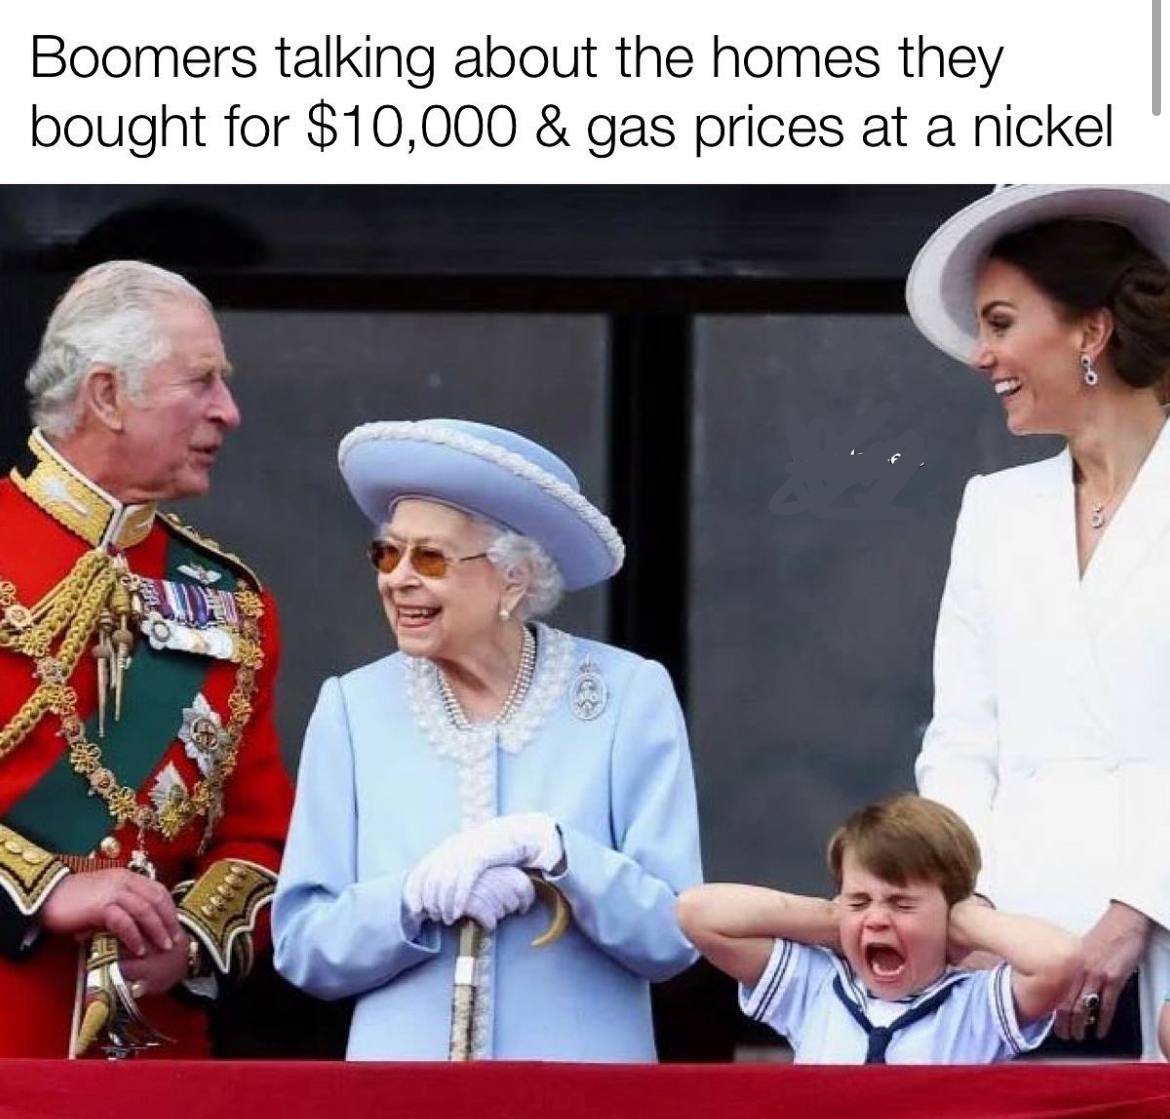 Boomers talking about the homes they
bought for $10,000 & gas prices at a nickel